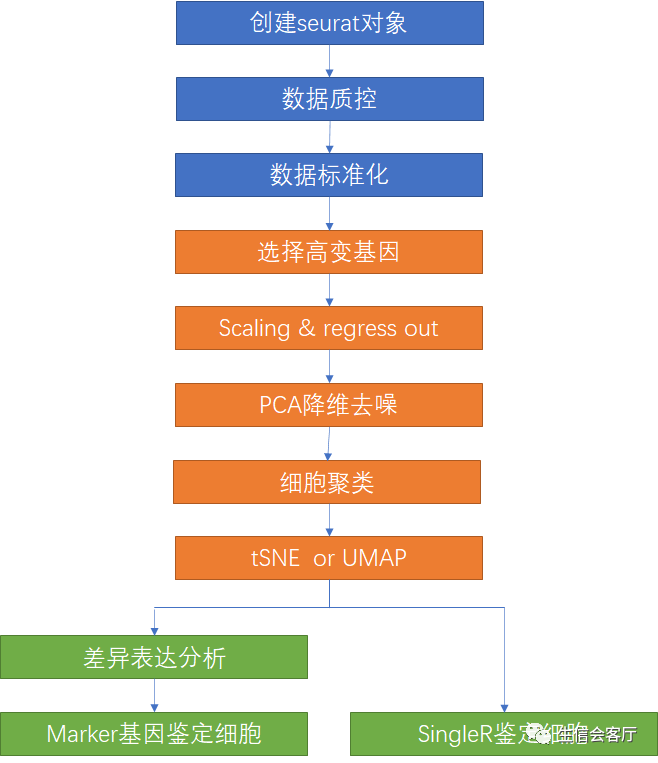 创建seurat对象
数据质控
数据标准化
选择高变基因
Scaling & regress out
PCA降维去噪
细胞聚类
tSNE or UMAP
差异表达分析
Marker基因鉴定细胞
SingleR鉴定细胞
生信会客厅